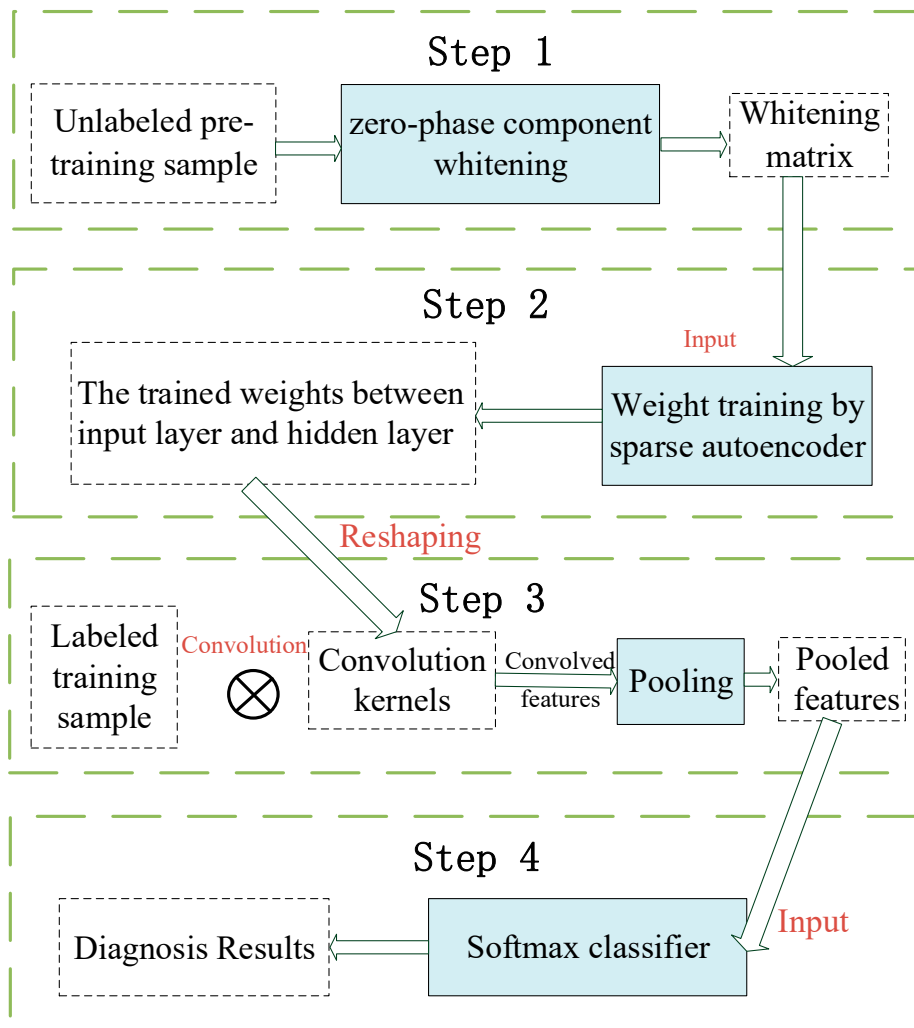 Step 1
Unlabeled pre-
training sample
zero-phase component
whitening
Whitening
matrix
Step 2
Input
The trained weights between
input layer and hidden layer
Weight training by
sparse autoencoder
Reshaping
Step 3
Labeled
training
sample
Convolution
Convolution
kernels
Convolved
features
Pooling
Pooled
features
Step 4
Input
Diagnosis Results
Softmax classifier